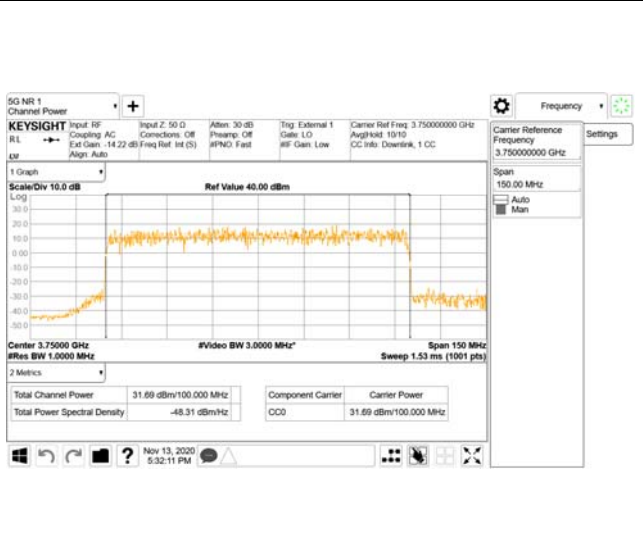 5G NR 1
Channel Power
+
Frequency
KEYSIGHT Input: RF Input Z: 50 Ω Atten: 30 dB Trig: External 1 Carrier Ref Freq: 3.750000000 GHz
RL Coupling: AC Corrections: Off Preamp: Off Gate: LO Avg|Hold: 10/10
Ext Gain: -14.22 dB Freq Ref: Int (S) #PNO: Fast #IF Gain: Low CC Info: Downlink, 1 CC
LXI Align: Auto
Carrier Reference
Frequency
3.750000000 GHz
Settings
Span
150.00 MHz
Auto
Man
1 Graph
Scale/Div 10.0 dB Ref Value 40.00 dBm
Log
30.0
20.0
10.0
0.00
-10.0
-20.0
-30.0
-40.0
-50.0
Center 3.75000 GHz #Video BW 3.0000 MHz* Span 150 MHz
#Res BW 1.0000 MHz Sweep 1.53 ms (1001 pts)
2 Metrics
Total Channel Power 31.69 dBm/100.000 MHz Component Carrier Carrier Power
Total Power Spectral Density -48.31 dBm/Hz CC0 31.69 dBm/100.000 MHz
? Nov 13, 2020
5:32:11 PM